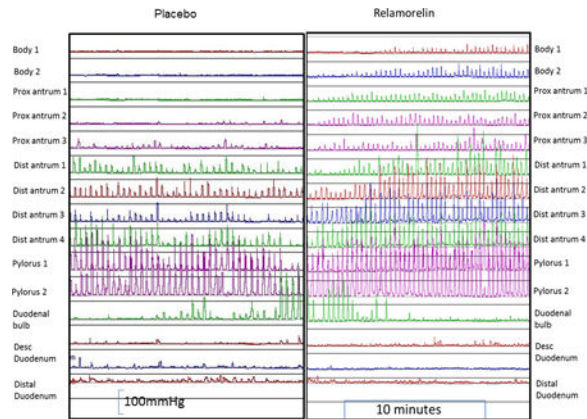 Placebo
Relamorelin
Body 1
Body 1
Body 2
Body 2
Prox antrum 1
Prox antrum 1
Prox antrum 2
Prox antrum 2
Prox antrum 3
Prox antrum 3
Dist antrum 1
Dist antrum 1
Dist antrum 2
Dist antrum 2
Dist antrum 3
Dist antrum 3
Dist antrum 4
Dist antrum 4
Pylorus 1
Pylorus 1
Pylorus 2
Pylorus 2
Duodenal
bulb
Duodenal
bulb
Desc
Duodenum
Desc
Duodenum
Distal
Duodenum
Distal
Duodenum
100mmHg
10 minutes